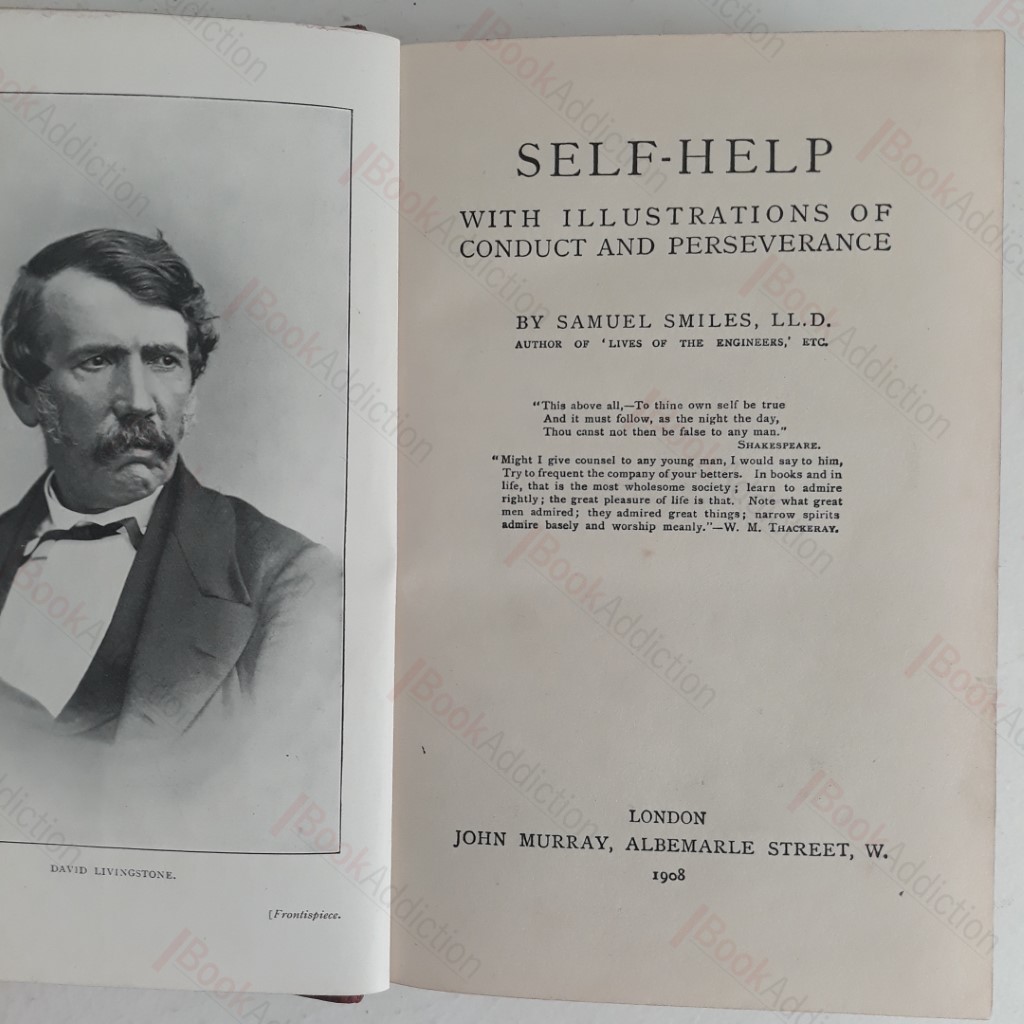 DAVID LIVINGSTONE.
[Frontispiece.
SELF-HELP
WITH ILLUSTRATIONS OF
CONDUCT AND PERSEVERANCE
BY SAMUEL SMILES, LL.D.
AUTHOR OF 'LIVES OF THE ENGINEERS,' ETC.
"This above all,—To thine own self be true
And it must follow, as the night the day,
Thou canst not then be false to any man."
SHAKESPEARE.
"Might I give counsel to any young man, I would say to him,
Try to frequent the company of your betters. In books and in
life, that is the most wholesome society; learn to admire
rightly; the great pleasure of life is that. Note what great
men admired; they admired great things; narrow spirits
admire basely and worship meanly."—W. M. THACKERAY.
LONDON
JOHN MURRAY, ALBEMARLE STREET, W.
1908
BookAddiction